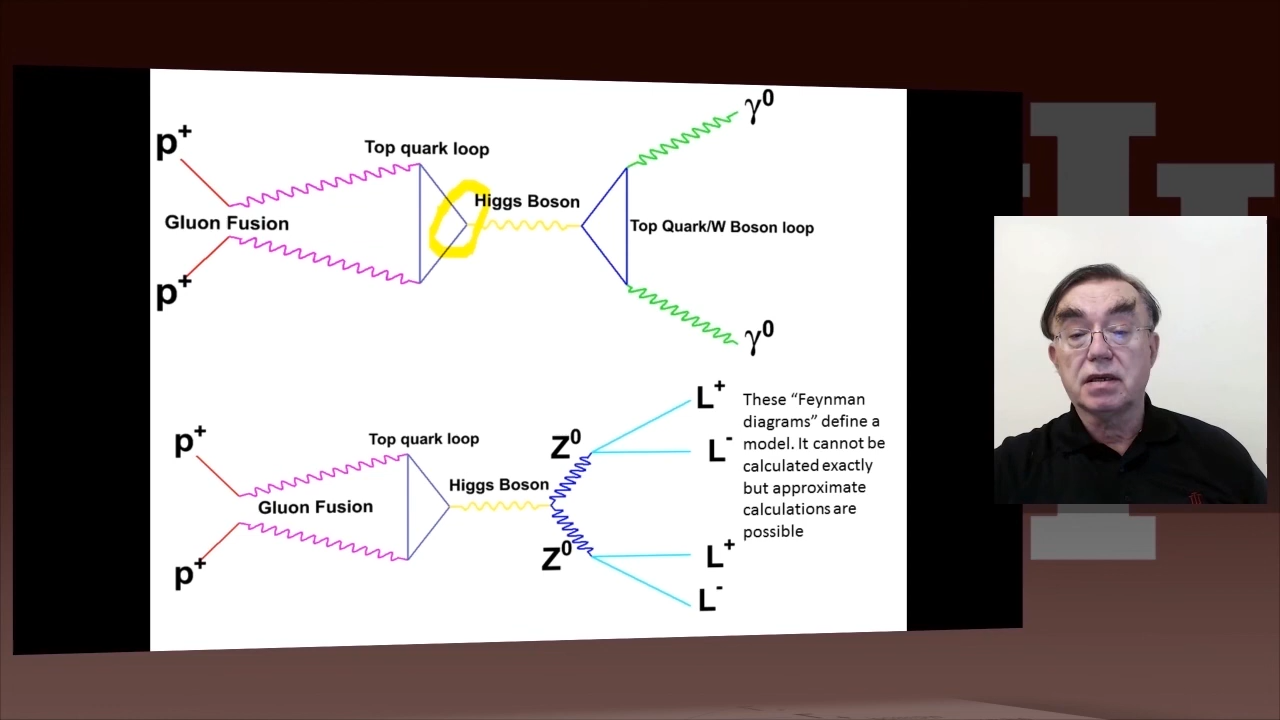 γ⁰
p⁺
Top quark loop
Higgs Boson
Gluon Fusion
Top Quark/W Boson loop
p⁺
γ⁰
L⁺
These “Feynman
diagrams” define a
model. It cannot be
calculated exactly
but approximate
calculations are
possible
p⁺
Top quark loop
Z⁰
L⁻
Higgs Boson
Gluon Fusion
Z⁰
L⁺
p⁺
L⁻